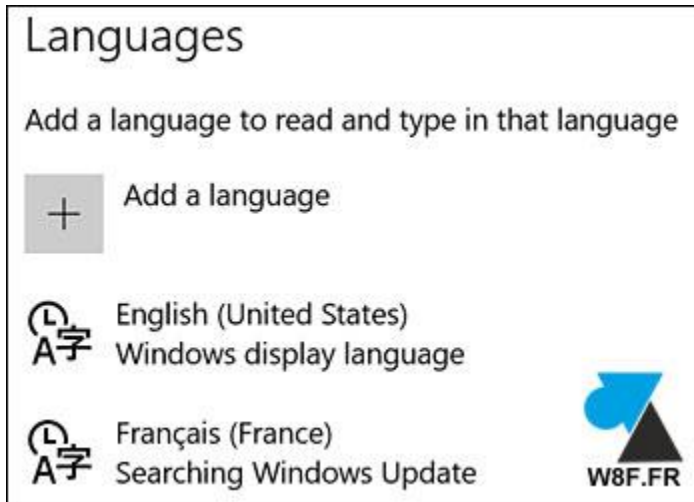 Languages
Add a language to read and type in that language
Add a language
English (United States)
Windows display language
Français (France)
Searching Windows Update
W8F.FR